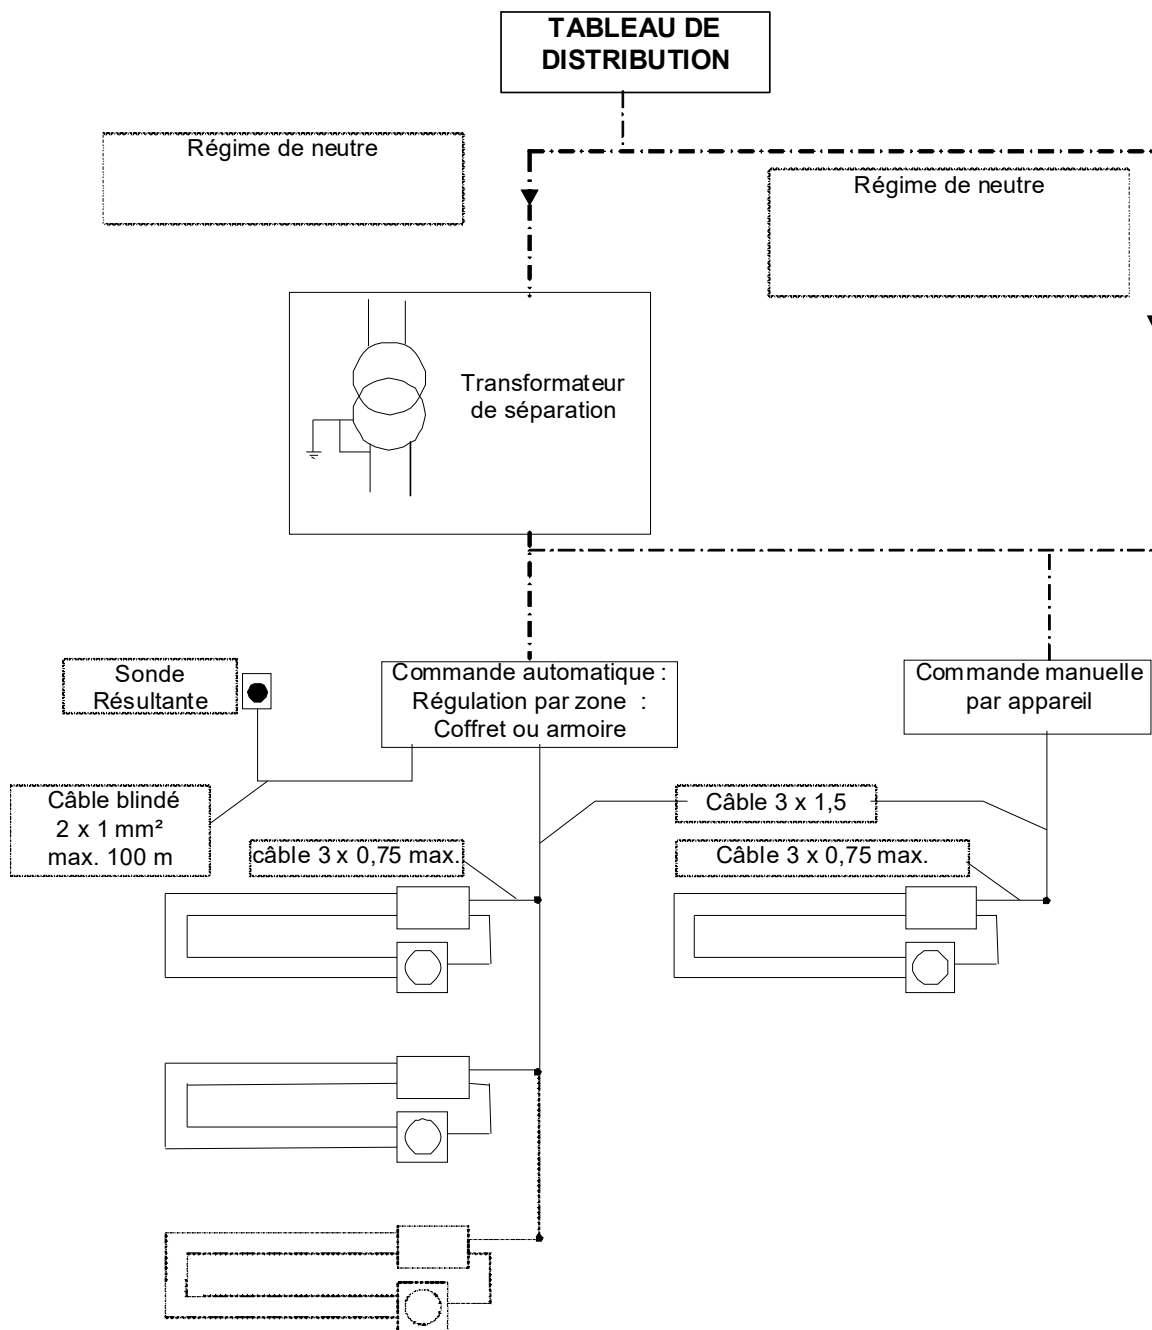 TABLEAU DE
DISTRIBUTION
Régime de neutre
Régime de neutre
Transformateur
de séparation
Sonde
Résultante
Commande automatique :
Régulation par zone :
Coffret ou armoire
Commande manuelle
par appareil
Câble blindé
2 x 1 mm²
max. 100 m
Câble 3 x 1,5
câble 3 x 0,75 max.
Câble 3 x 0,75 max.